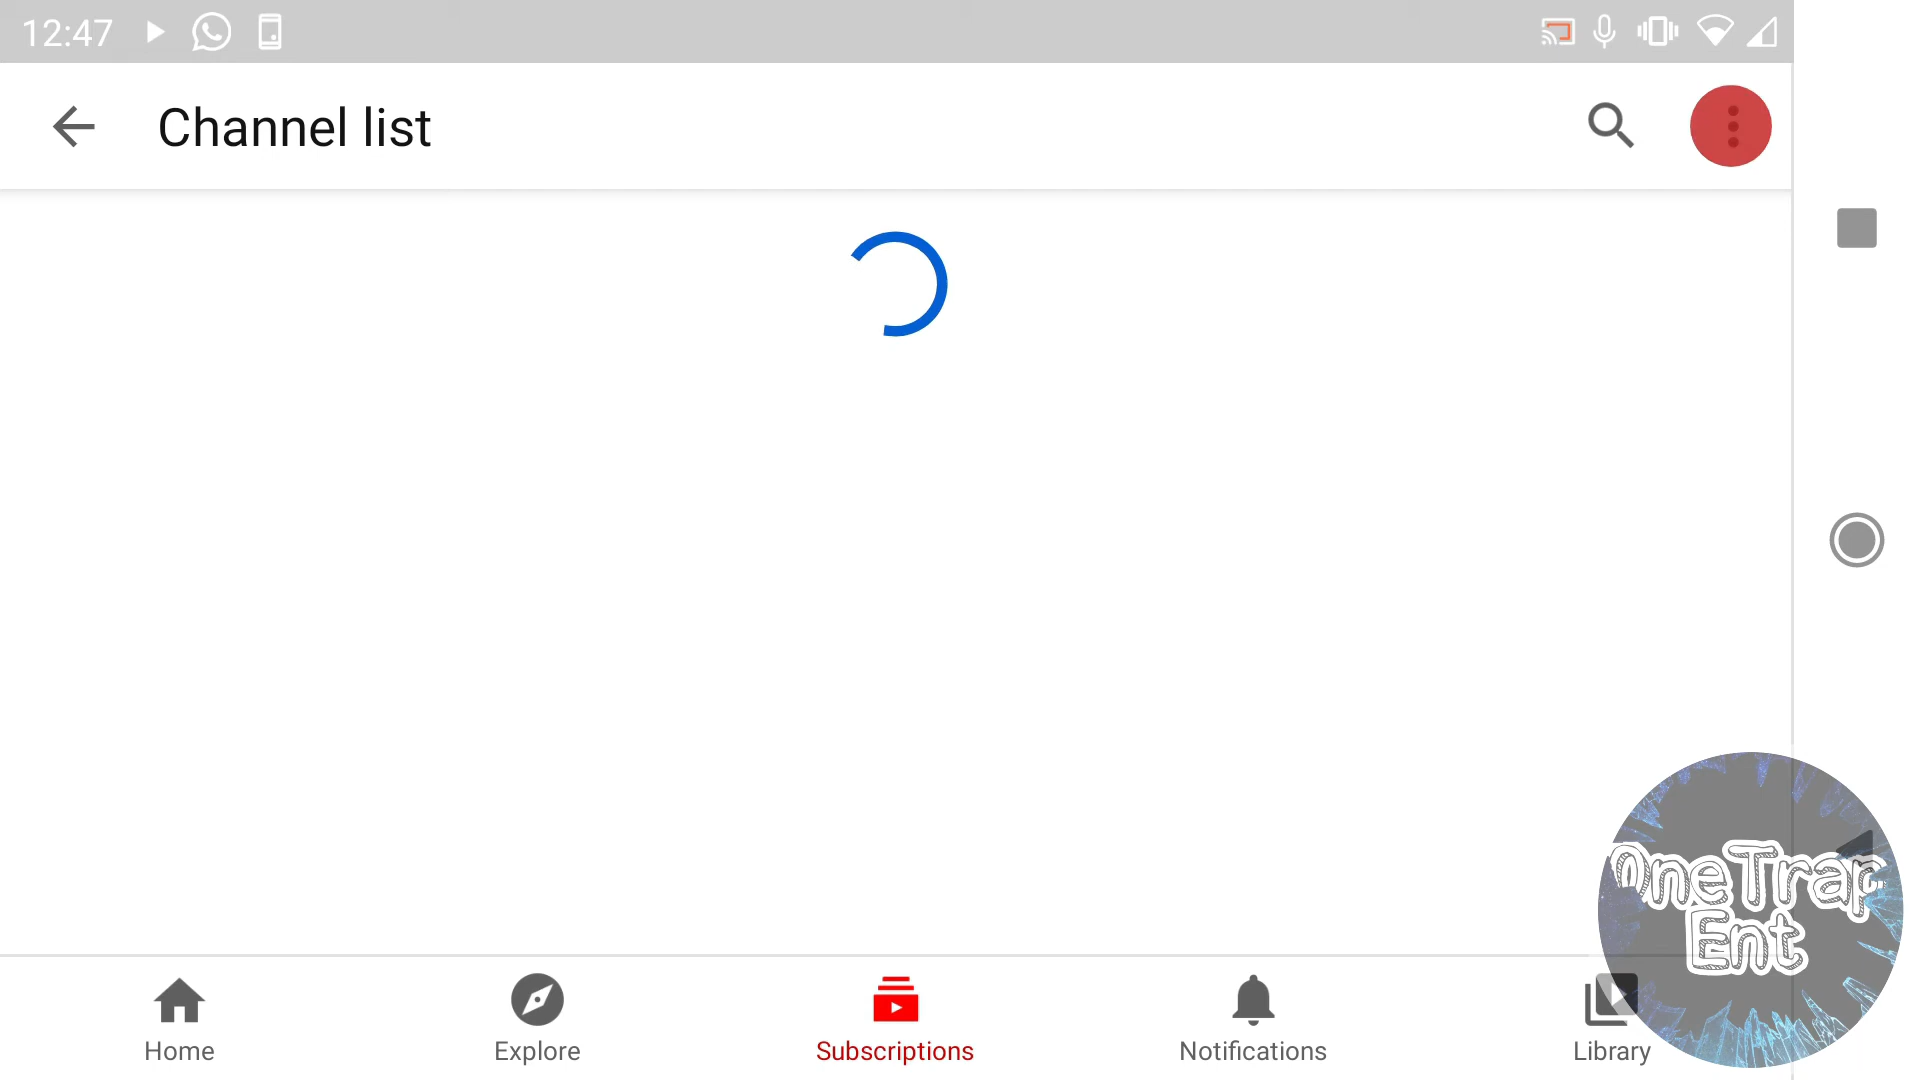 12:47
Channel list
OneTrap
Ent
Home
Explore
Subscriptions
Notifications
Library